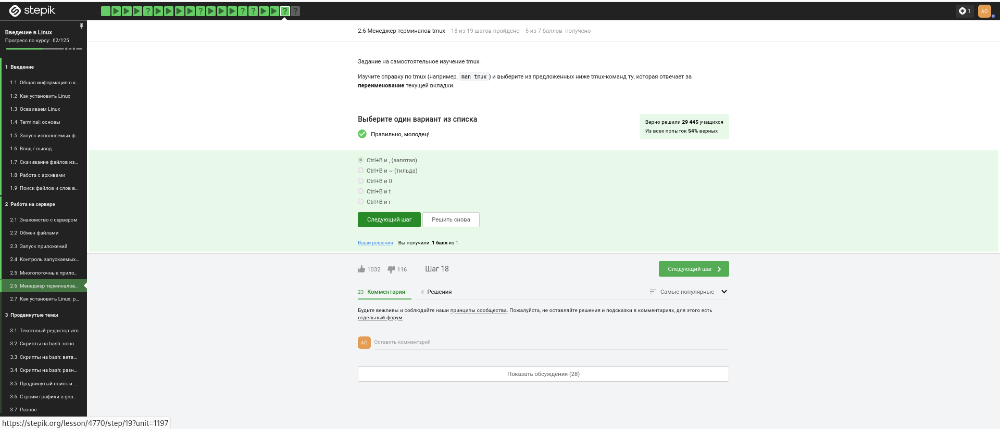 stepik
1
AO
Введение в Linux
Прогресс по курсу: 62/125
1 Введение
1.1 Общая информация о к...
1.2 Как установить Linux
1.3 Осваиваем Linux
1.4 Terminal: основы
1.5 Запуск исполняемых ф...
1.6 Ввод / вывод
1.7 Скачивание файлов из...
1.8 Работа с архивами
1.9 Поиск файлов и слов в...
2 Работа на сервере
2.1 Знакомство с сервером
2.2 Обмен файлами
2.3 Запуск приложений
2.4 Контроль запускаемых...
2.5 Многопоточные прило...
2.6 Менеджер терминалов...
2.7 Как установить Linux: р...
3 Продвинутые темы
3.1 Текстовый редактор vim
3.2 Скрипты на bash: осно...
3.3 Скрипты на bash: ветв...
3.4 Скрипты на bash: разн...
3.5 Продвинутый поиск и ...
3.6 Строим графики в gnu...
3.7 Разное
https://stepik.org/lesson/4770/step/19?unit=1197
2.6 Менеджер терминалов tmux 18 из 19 шагов пройдено 5 из 7 баллов получено
Задание на самостоятельное изучение tmux.
Изучите справку по tmux (например, man tmux) и выберите из предложенных ниже tmux-команд ту, которая отвечает за
переименование текущей вкладки.
Выберите один вариант из списка
Правильно, молодец!
Верно решили 29 445 учащихся
Из всех попыток 54% верных
Ctrl+B и , (запятая)
Ctrl+B и ~ (тильда)
Ctrl+B и 0
Ctrl+B и t
Ctrl+B и r
Следующий шаг Решить снова
Ваши решения Вы получили: 1 балл из 1
1032 116 Шаг 18 Следующий шаг
23 Комментария 4 Решения Самые популярные
Будьте вежливы и соблюдайте наши принципы сообщества. Пожалуйста, не оставляйте решения и подсказки в комментариях, для этого есть
отдельный форум.
AO Оставить комментарий
Показать обсуждения (28)